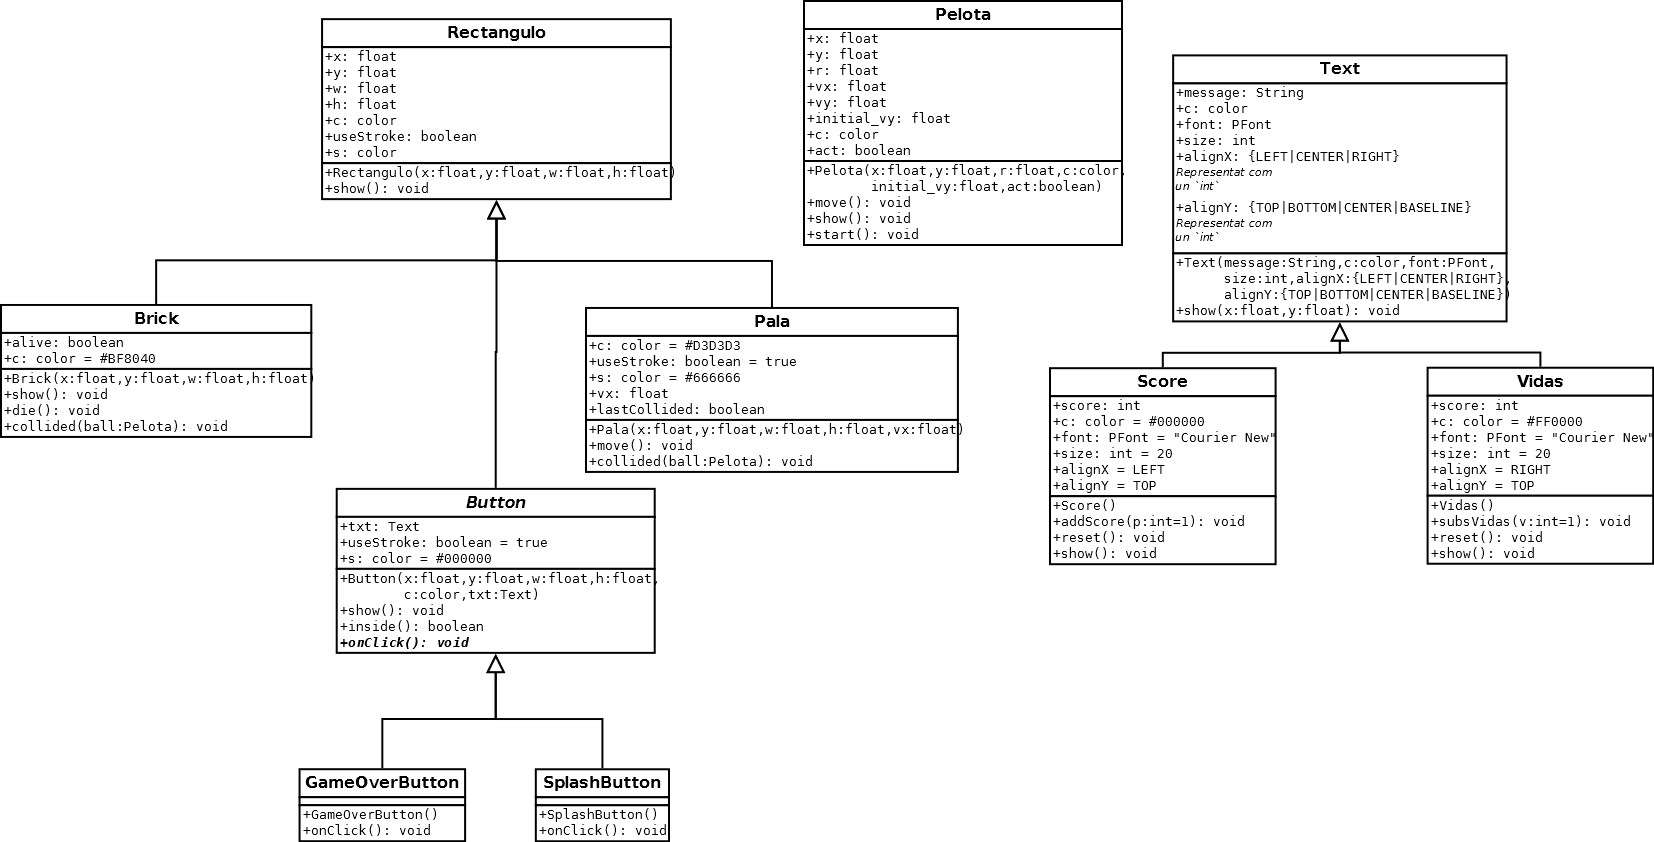 Rectangulo
+x: float
+y: float
+w: float
+h: float
+c: color
+useStroke: boolean
+s: color
+Rectangulo(x:float,y:float,w:float,h:float)
+show(): void
Pelota
+x: float
+y: float
+r: float
+vx: float
+vy: float
+initial_vy: float
+c: color
+act: boolean
+Pelota(x:float,y:float,r:float,c:color,
initial_vy:float,act:boolean)
+move(): void
+show(): void
+start(): void
Text
+message: String
+c: color
+font: PFont
+size: int
+alignX: {LEFT|CENTER|RIGHT}
Representat com
un `int`
+alignY: {TOP|BOTTOM|CENTER|BASELINE}
Representat com
un `int`
+Text(message:String,c:color,font:PFont,
size:int,alignX:{LEFT|CENTER|RIGHT},
alignY:{TOP|BOTTOM|CENTER|BASELINE})
+show(x:float,y:float): void
Brick
+alive: boolean
+c: color = #BF8040
+Brick(x:float,y:float,w:float,h:float)
+show(): void
+die(): void
+collided(ball:Pelota): void
Pala
+c: color = #D3D3D3
+useStroke: boolean = true
+s: color = #666666
+vx: float
+lastCollided: boolean
+Pala(x:float,y:float,w:float,h:float,vx:float)
+move(): void
+collided(ball:Pelota): void
Score
+score: int
+c: color = #000000
+font: PFont = "Courier New"
+size: int = 20
+alignX = LEFT
+alignY = TOP
+Score()
+addScore(p:int=1): void
+reset(): void
+show(): void
Vidas
+score: int
+c: color = #FF0000
+font: PFont = "Courier New"
+size: int = 20
+alignX = RIGHT
+alignY = TOP
+Vidas()
+subsVidas(v:int=1): void
+reset(): void
+show(): void
Button
+txt: Text
+useStroke: boolean = true
+s: color = #000000
+Button(x:float,y:float,w:float,h:float,
c:color,txt:Text)
+show(): void
+inside(): boolean
+onClick(): void
GameOverButton
+GameOverButton()
+onClick(): void
SplashButton
+SplashButton()
+onClick(): void